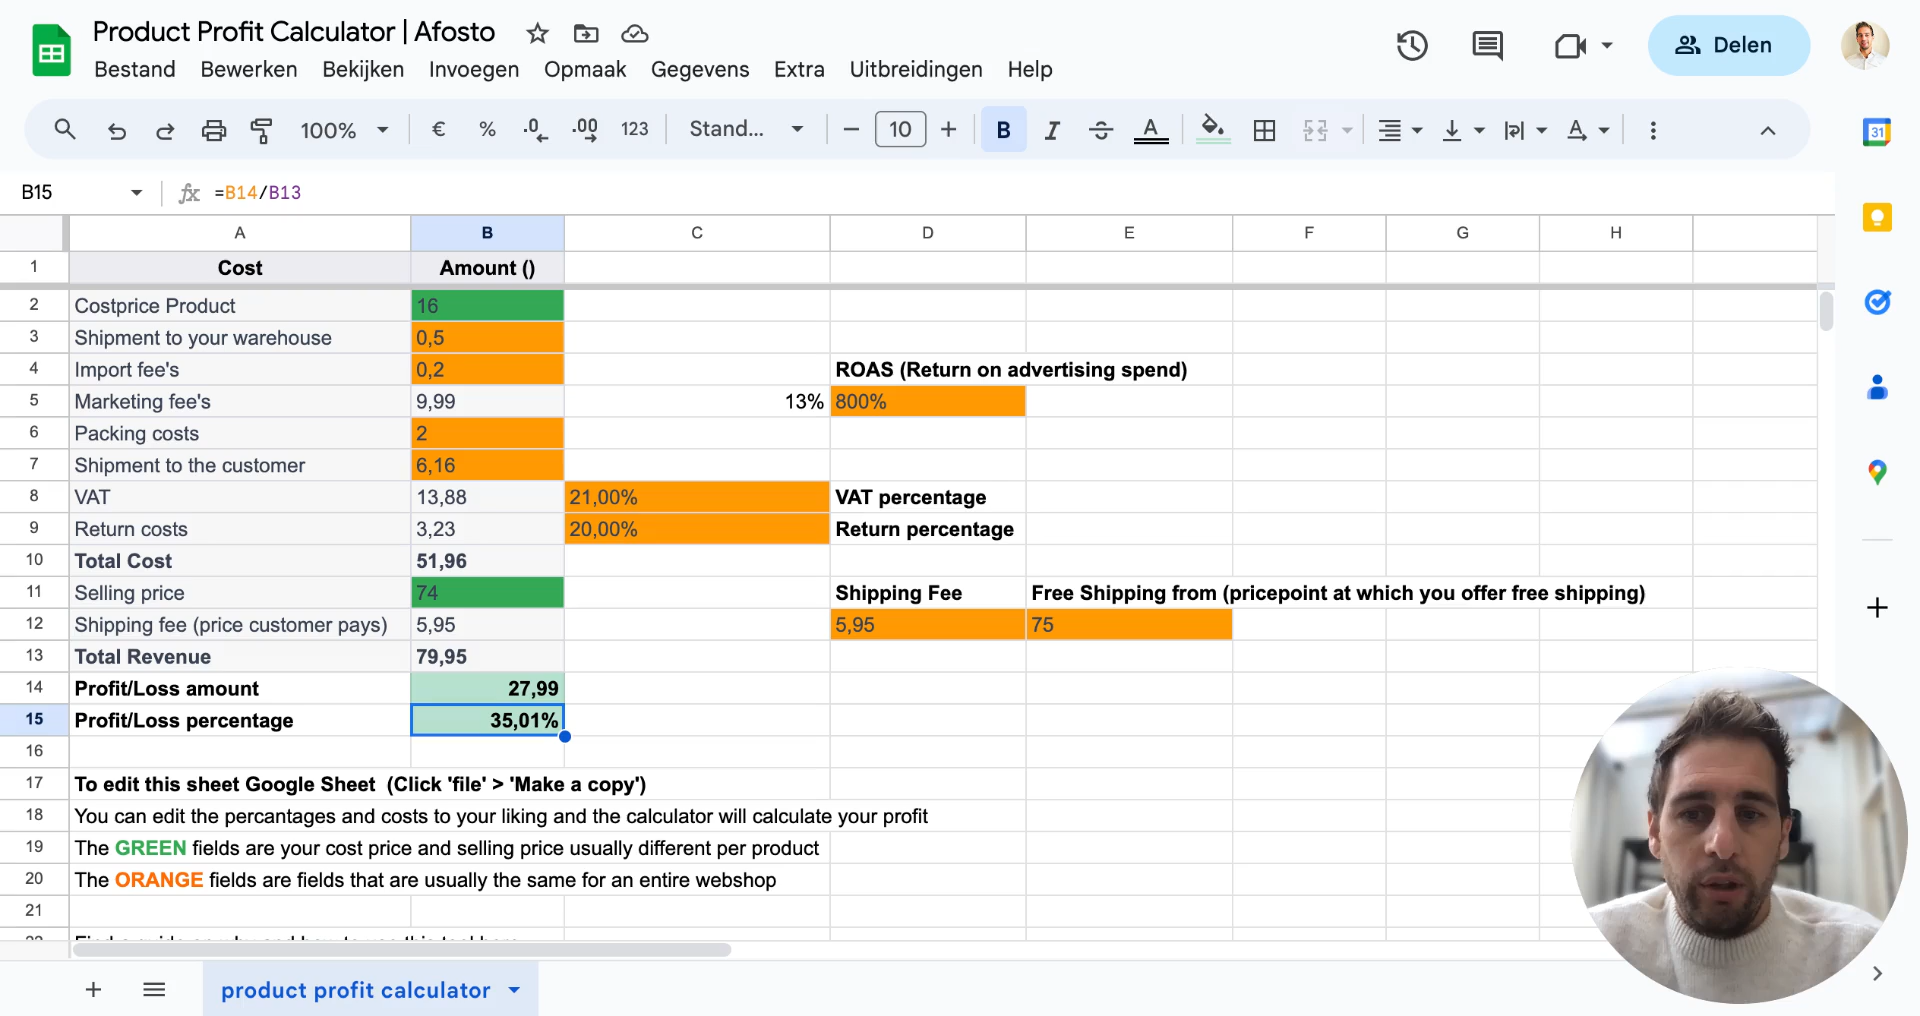 Product Profit Calculator | Afosto
Bestand Bewerken Bekijken Invoegen Opmaak Gegevens Extra Uitbreidingen Help
Delen
100% € % .0 .00 123 Stand... 10 B I A A
31
B15 fx =B14/B13
A B C D E F G H
1 Cost Amount ()
2 Costprice Product 16
3 Shipment to your warehouse 0,5
4 Import fee's 0,2 ROAS (Return on advertising spend)
5 Marketing fee's 9,99 13% 800%
6 Packing costs 2
7 Shipment to the customer 6,16
8 VAT 13,88 21,00% VAT percentage
9 Return costs 3,23 20,00% Return percentage
10 Total Cost 51,96
11 Selling price 74 Shipping Fee Free Shipping from (pricepoint at which you offer free shipping)
12 Shipping fee (price customer pays) 5,95 5,95 75
13 Total Revenue 79,95
14 Profit/Loss amount 27,99
15 Profit/Loss percentage 35,01%
16
17 To edit this sheet Google Sheet (Click 'file' > 'Make a copy')
18 You can edit the percantages and costs to your liking and the calculator will calculate your profit
19 The GREEN fields are your cost price and selling price usually different per product
20 The ORANGE fields are fields that are usually the same for an entire webshop
21
product profit calculator